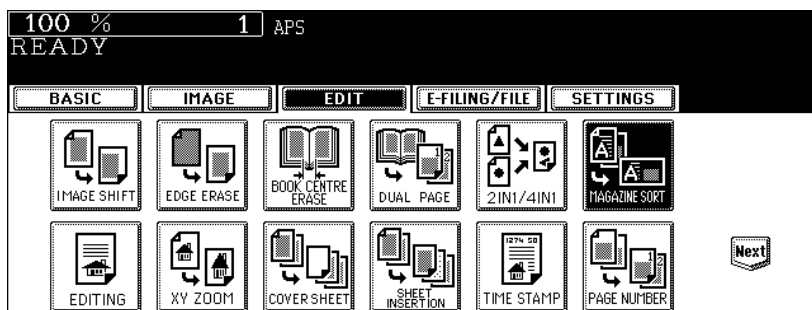 100 % 1 APS
READY
BASIC IMAGE EDIT E-FILING/FILE SETTINGS
IMAGE SHIFT EDGE ERASE BOOK CENTRE ERASE DUAL PAGE 2IN1/4IN1 MAGAZINE SORT
Next
EDITING XY ZOOM COVER SHEET SHEET INSERTION TIME STAMP PAGE NUMBER